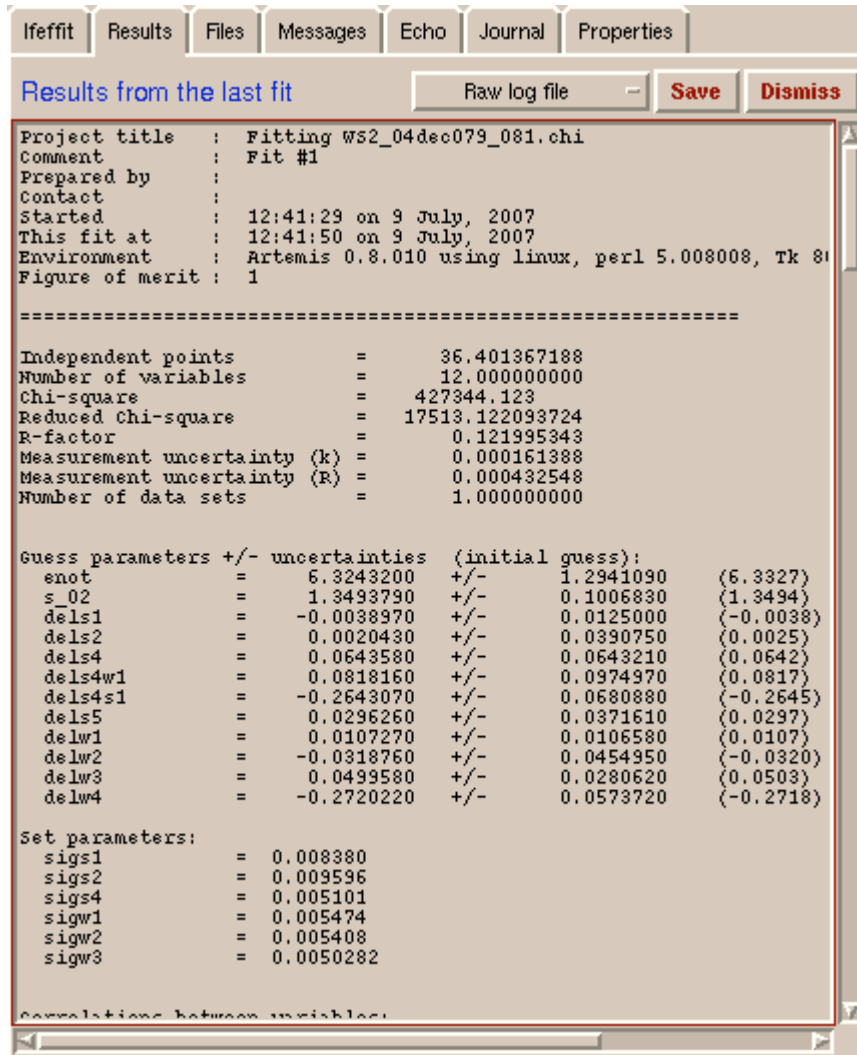 Ifeffit Results Files Messages Echo Journal Properties
Results from the last fit Raw log file Save Dismiss
Project title : Fitting WS2_04dec079_081.chi
Comment : Fit #1
Prepared by :
Contact :
Started : 12:41:29 on 9 July, 2007
This fit at : 12:41:50 on 9 July, 2007
Environment : Artemis 0.8.010 using linux, perl 5.008008, Tk 8
Figure of merit : 1
============================================================
Independent points = 36.401367188
Number of variables = 12.000000000
Chi-square = 427344.123
Reduced Chi-square = 17513.122093724
R-factor = 0.121995343
Measurement uncertainty (k) = 0.000161388
Measurement uncertainty (R) = 0.000432548
Number of data sets = 1.000000000
Guess parameters +/- uncertainties (initial guess):
enot = 6.3243200 +/- 1.2941090 (6.3327)
s_02 = 1.3493790 +/- 0.1006830 (1.3494)
dels1 = -0.0038970 +/- 0.0125000 (-0.0038)
dels2 = 0.0020430 +/- 0.0390750 (0.0025)
dels4 = 0.0643580 +/- 0.0643210 (0.0642)
dels4w1 = 0.0818160 +/- 0.0974970 (0.0817)
dels4s1 = -0.2643070 +/- 0.0680880 (-0.2645)
dels5 = 0.0296260 +/- 0.0371610 (0.0297)
delw1 = 0.0107270 +/- 0.0106580 (0.0107)
delw2 = -0.0318760 +/- 0.0454950 (-0.0320)
delw3 = 0.0499580 +/- 0.0280620 (0.0503)
delw4 = -0.2720220 +/- 0.0573720 (-0.2718)
Set parameters:
sigs1 = 0.008380
sigs2 = 0.009596
sigs4 = 0.005101
sigw1 = 0.005474
sigw2 = 0.005408
sigw3 = 0.0050282
Correlations between variables: